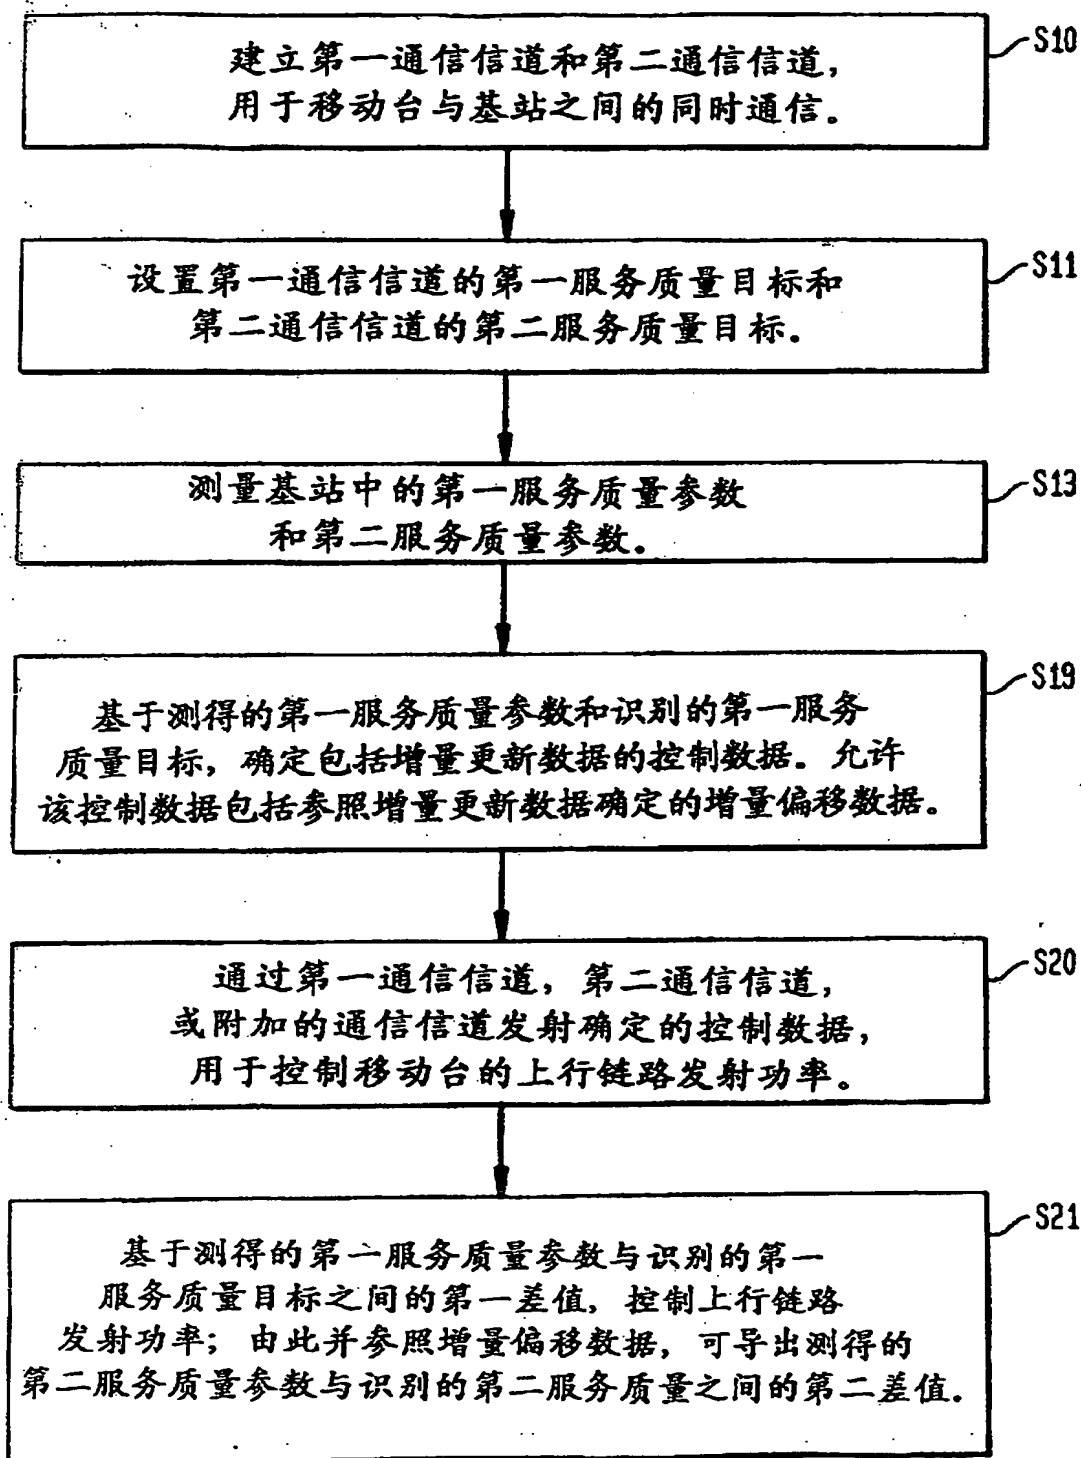 S10
建立第一通信信道和第二通信信道，
用于移动台与基站之间的同时通信。
S11
设置第一通信信道的第一服务质量目标和
第二通信信道的第二服务质量目标。
S13
测量基站中的第一服务质量参数
和第二服务质量参数。
S19
基于测得的第一服务质量参数和识别的第一服务
质量目标，确定包括增量更新数据的控制数据。允许
该控制数据包括参照增量更新数据确定的增量偏移数据。
S20
通过第一通信信道，第二通信信道，
或附加的通信信道发射确定的控制数据，
用于控制移动台的上行链路发射功率。
S21
基于测得的第一服务质量参数与识别的第一
服务质量目标之间的第一差值，控制上行链路
发射功率；由此并参照增量偏移数据，可导出测得的
第二服务质量参数与识别的第二服务质量之间的第二差值。